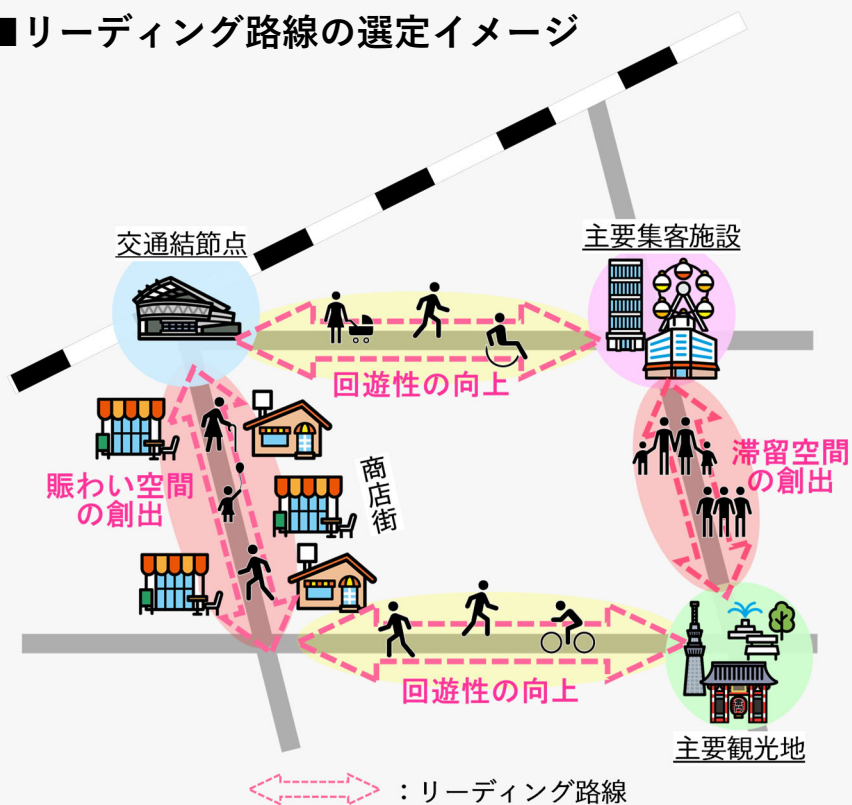 ■リーディング路線の選定イメージ
交通結節点
主要集客施設
回遊性の向上
賑わい空間
の創出
商店街
滞留空間
の創出
回遊性の向上
主要観光地
：リーディング路線